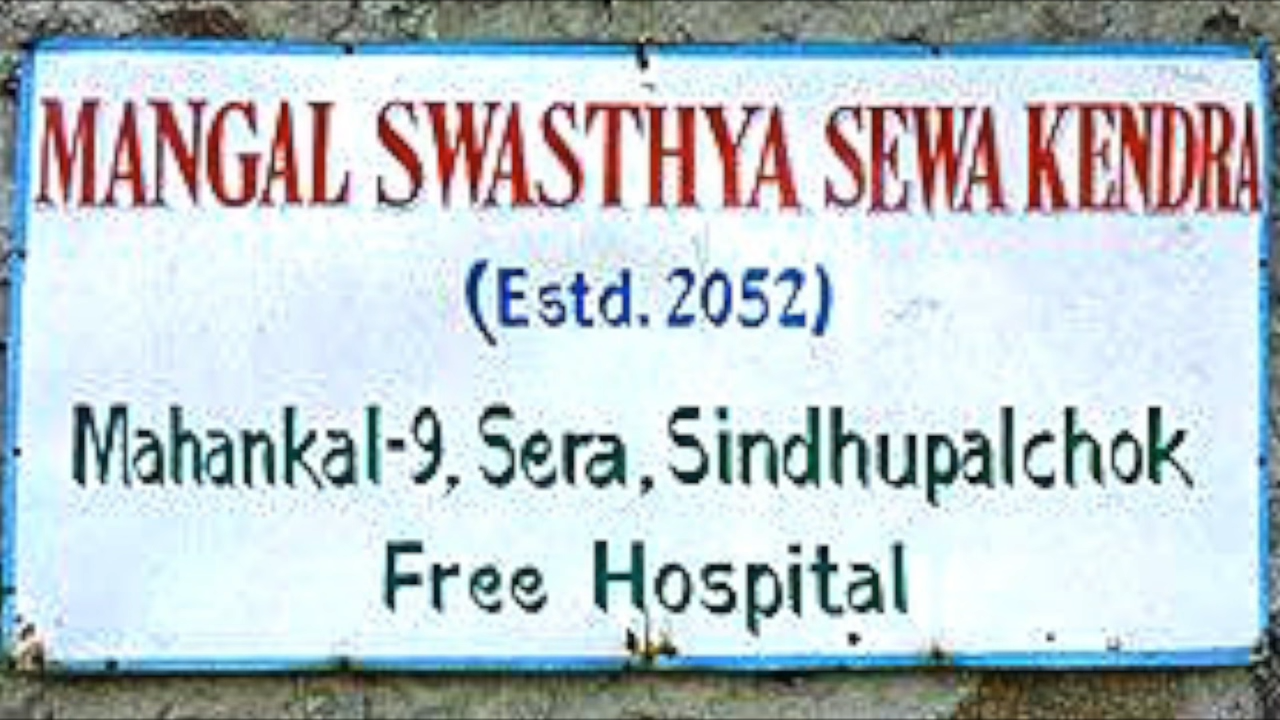 MANGAL SWASTHYA SEWA KENDRA
(Estd. 2052)
Mahankal-9, Sera, Sindhupalchok
Free Hospital